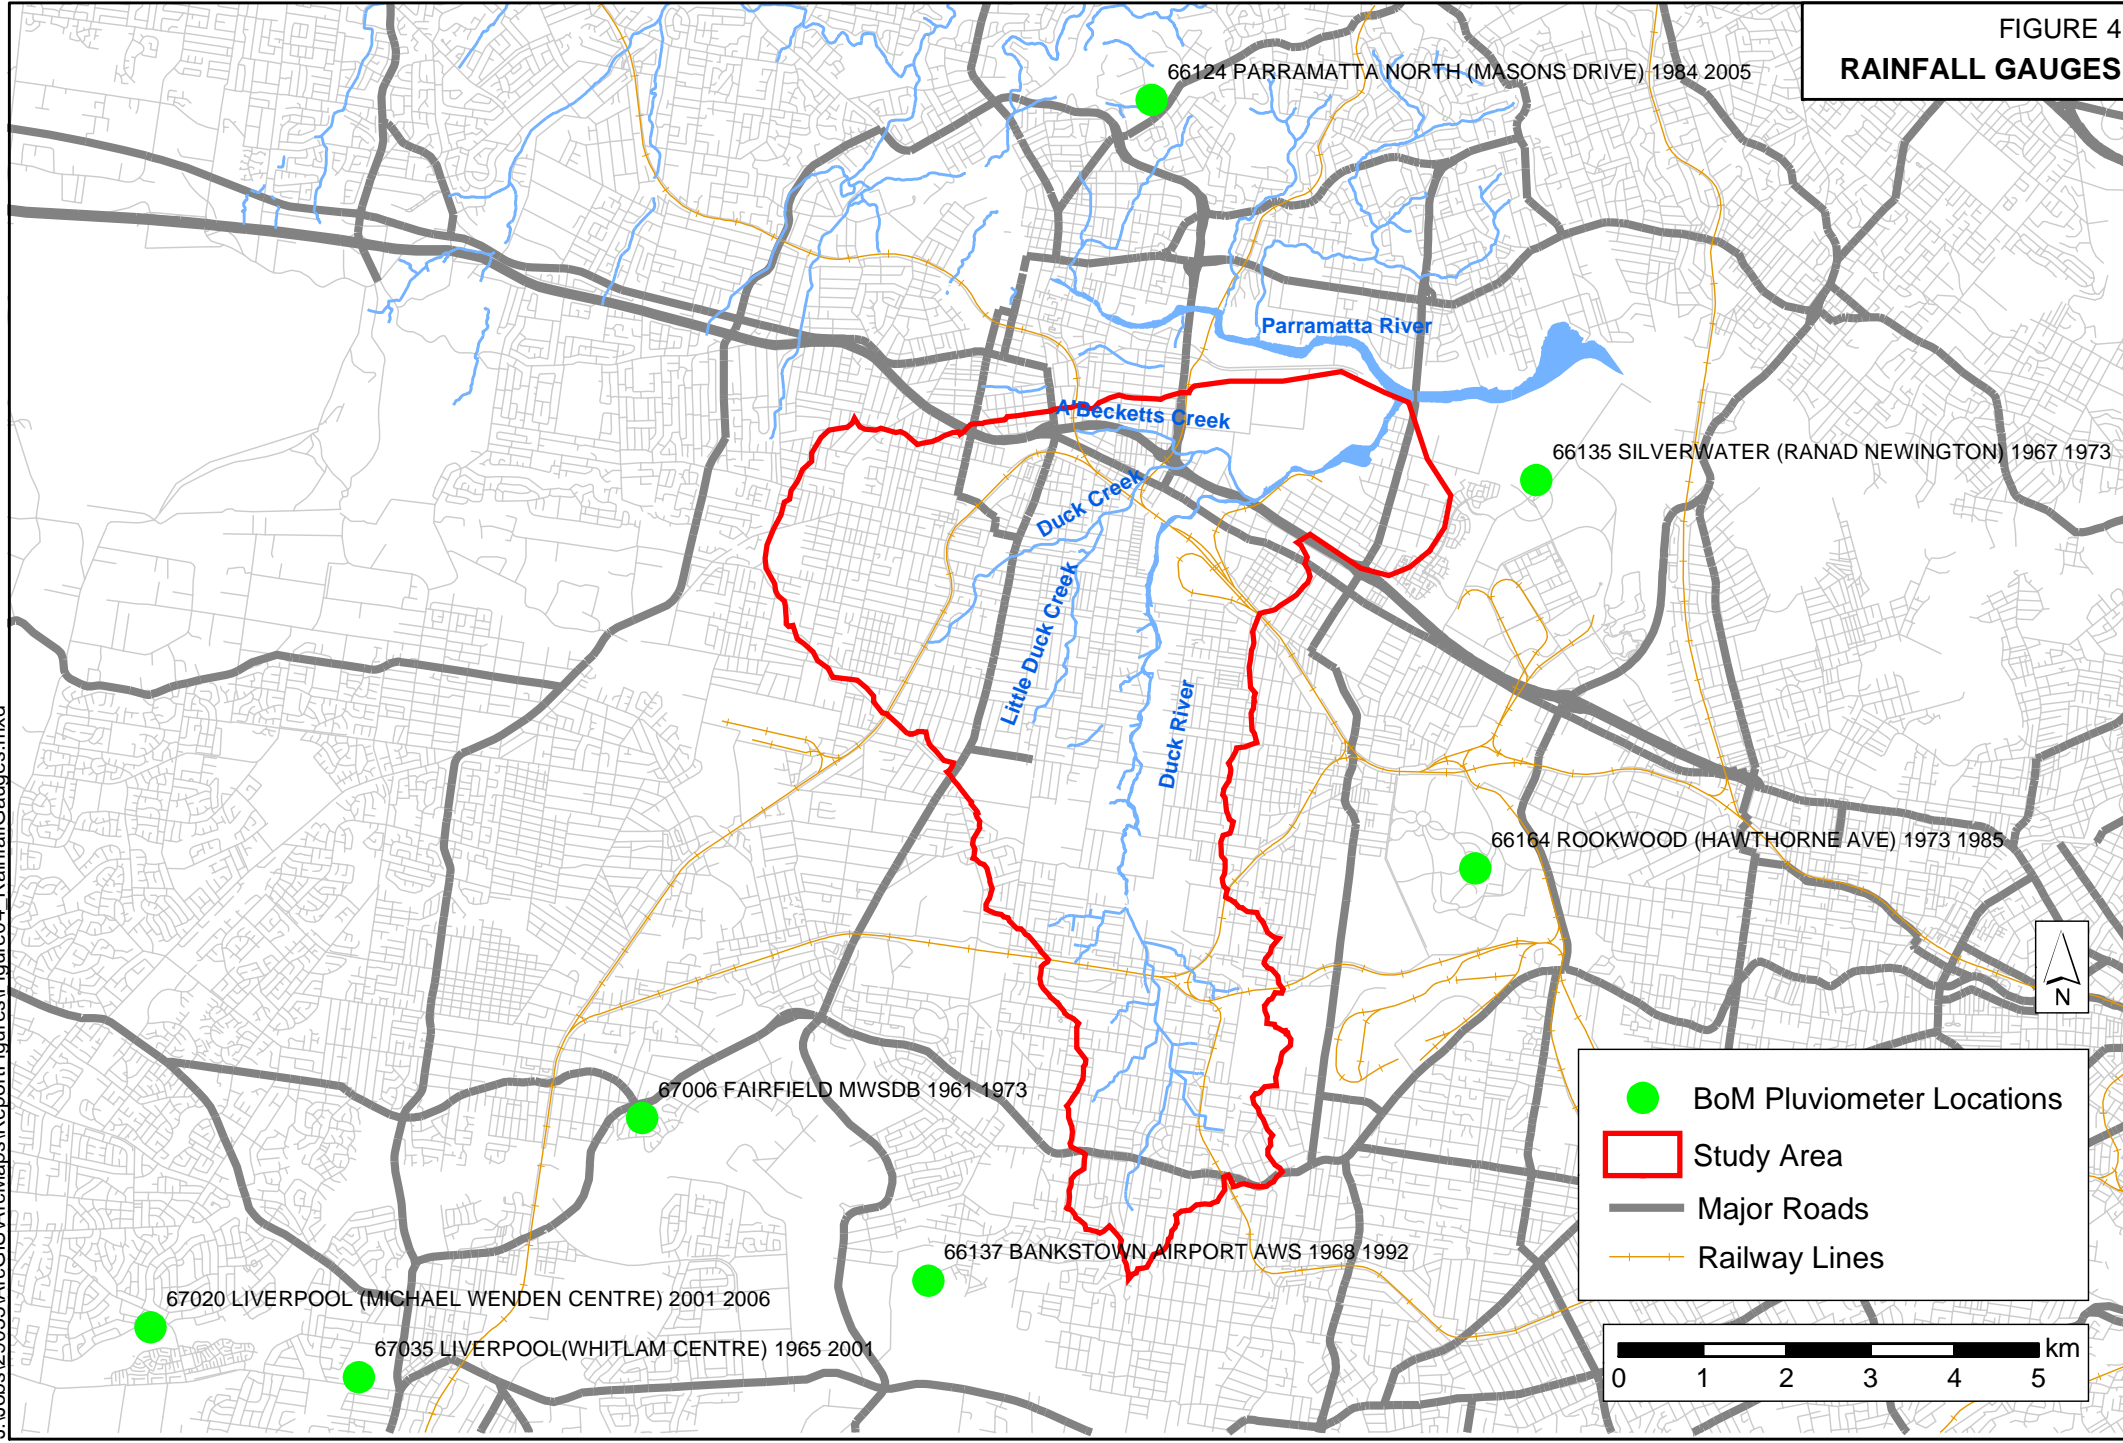 FIGURE 4
RAINFALL GAUGES
66124 PARRAMATTA NORTH (MASONS DRIVE) 1984 2005
Parramatta River
A'Becketts Creek
66135 SILVERWATER (RANAD NEWINGTON) 1967 1973
Duck Creek
Little Duck Creek
Duck River
66164 ROOKWOOD (HAWTHORNE AVE) 1973 1985
N
67006 FAIRFIELD MWSDB 1961 1973
66137 BANKSTOWN AIRPORT AWS 1968 1992
67020 LIVERPOOL (MICHAEL WENDEN CENTRE) 2001 2006
67035 LIVERPOOL(WHITLAM CENTRE) 1965 2001
BoM Pluviometer Locations
Study Area
Major Roads
Railway Lines
km
0 1 2 3 4 5